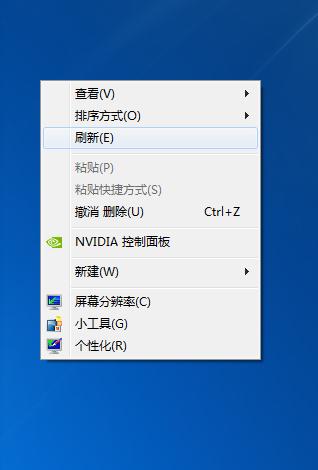 查看(V)
排序方式(O)
刷新(E)
粘贴(P)
粘贴快捷方式(S)
撤消 删除(U) Ctrl+Z
NVIDIA 控制面板
新建(W)
屏幕分辨率(C)
小工具(G)
个性化(R)